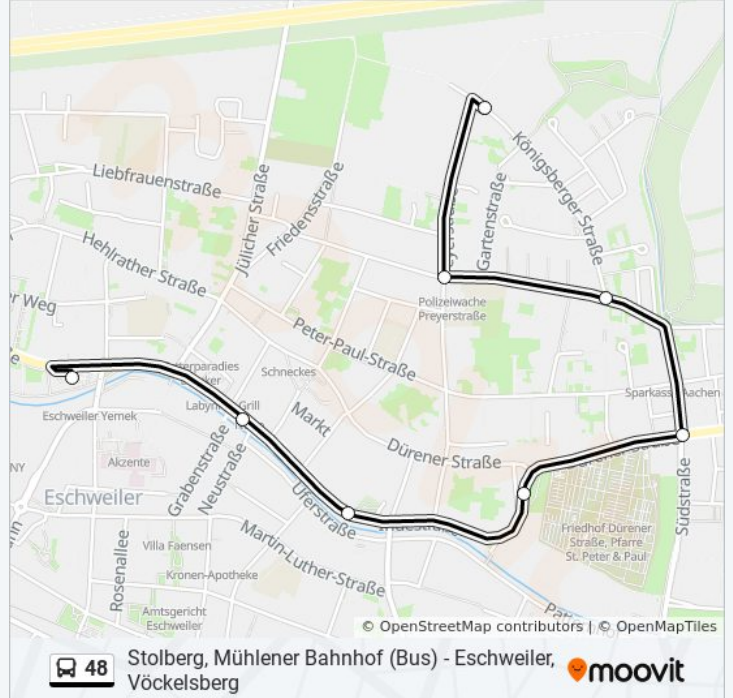 Königsberger Straße
Liebfrauenstraße
Gartenstraße
Jülicher Straße
Friedensstraße
Hehlrather Straße
er Weg
Polizeiwache
Preyerstraße
Peter-Paul-Straße
Schneckes
Eschweiler Yemek
Markt
Dürener Straße
Akzente
Grabenstraße
Neustraße
Eschweiler
Uferstraße
Südstraße
Friedhof Dürener
Straße, Pfarre
St. Peter & Paul
Villa Faensen
Martin-Luther-Straße
Rosenallee
Kronen-Apotheke
Amtsgericht
Eschweiler
© OpenStreetMap contributors | © OpenMapTiles
48
Stolberg, Mühlener Bahnhof (Bus) - Eschweiler,
Vöckelsberg
moovit